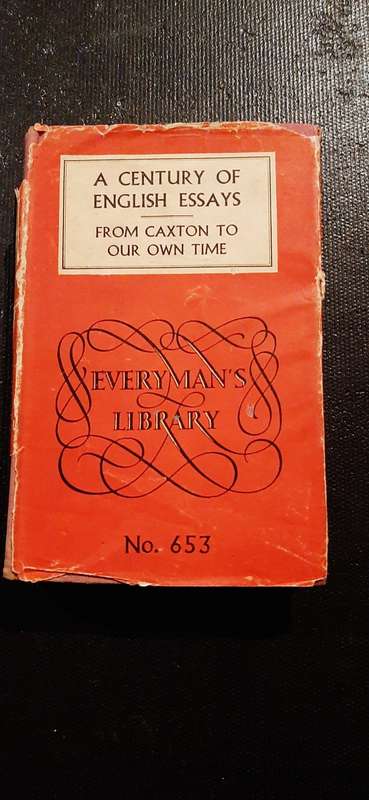 A CENTURY OF
ENGLISH ESSAYS
FROM CAXTON TO
OUR OWN TIME
EVERYMAN'S
LIBRARY
No. 653